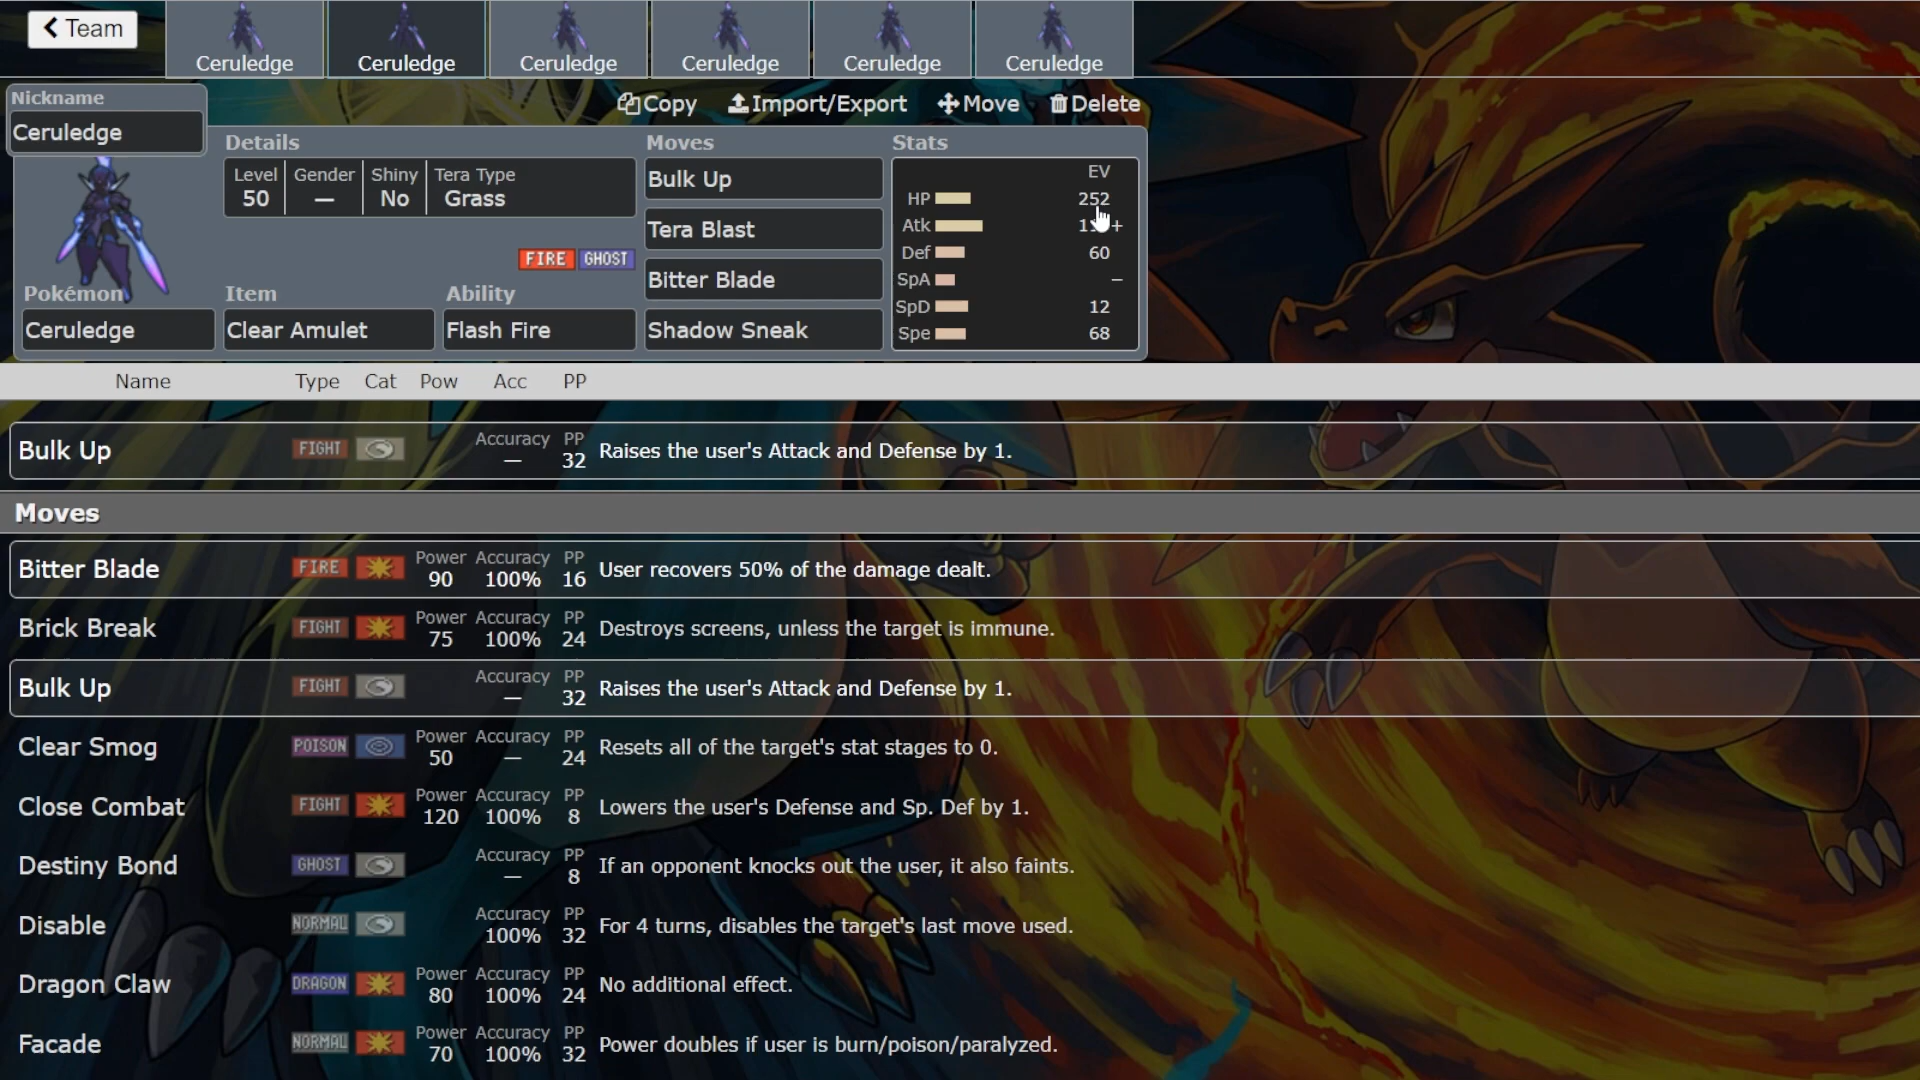 Team
Ceruledge Ceruledge Ceruledge Ceruledge Ceruledge Ceruledge
Nickname
Ceruledge
Copy Import/Export Move Delete
Details Moves Stats
Level Gender Shiny Tera Type
50 — No Grass
FIRE GHOST
Pokémon Item Ability
Ceruledge Clear Amulet Flash Fire
Bulk Up
Tera Blast
Bitter Blade
Shadow Sneak
EV
HP 252
Atk +
Def 60
SpA –
SpD 12
Spe 68
Name Type Cat Pow Acc PP
Bulk Up FIGHT Accuracy — PP 32 Raises the user's Attack and Defense by 1.
Moves
Bitter Blade FIRE Power 90 Accuracy 100% PP 16 User recovers 50% of the damage dealt.
Brick Break FIGHT Power 75 Accuracy 100% PP 24 Destroys screens, unless the target is immune.
Bulk Up FIGHT Accuracy — PP 32 Raises the user's Attack and Defense by 1.
Clear Smog POISON Power 50 Accuracy — PP 24 Resets all of the target's stat stages to 0.
Close Combat FIGHT Power 120 Accuracy 100% PP 8 Lowers the user's Defense and Sp. Def by 1.
Destiny Bond GHOST Accuracy — PP 8 If an opponent knocks out the user, it also faints.
Disable NORMAL Accuracy 100% PP 32 For 4 turns, disables the target's last move used.
Dragon Claw DRAGON Power 80 Accuracy 100% PP 24 No additional effect.
Facade NORMAL Power 70 Accuracy 100% PP 32 Power doubles if user is burn/poison/paralyzed.